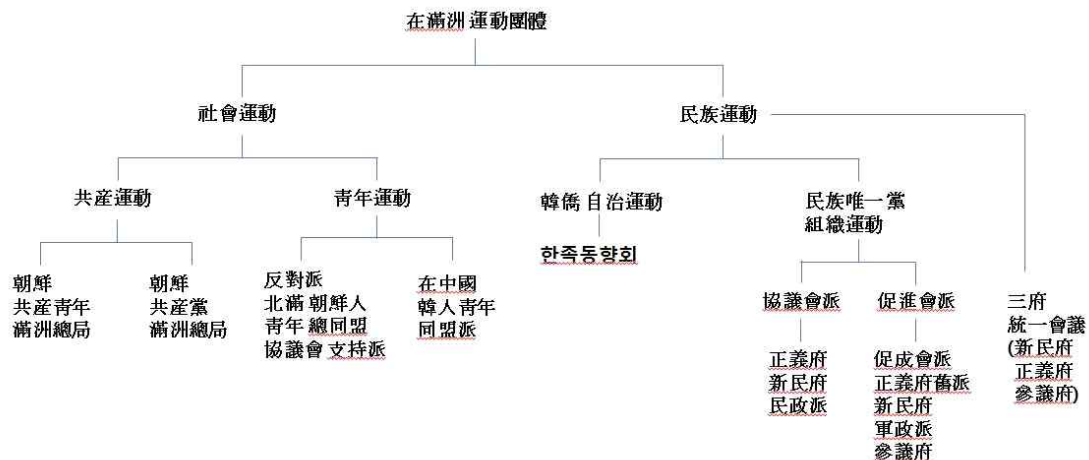 在滿洲 運動團體
社會運動
民族運動
共産運動
靑年運動
韓僑 自治運動
民族唯一黨
組織運動
한족동향회
朝鮮
共産靑年
滿洲總局
朝鮮
共産黨
滿洲總局
反對派
北滿 朝鮮人
靑年 總同盟
協議會 支持派
在中國
韓人靑年
同盟派
協議會派
促進會派
三府
統一會議
(新民府
正義府
參議府)
正義府
新民府
民政派
促成會派
正義府舊派
新民府
軍政派
參議府